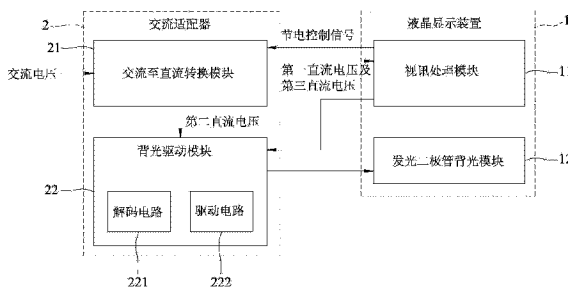 2
交流适配器
21
交流至直流转换模块
交流电压
节电控制信号
第一直流电压及
第三直流电压
液晶显示装置
1
视讯处理模块
11
第二直流电压
背光驱动模块
22
解码电路
221
驱动电路
222
发光二极管背光模块
12